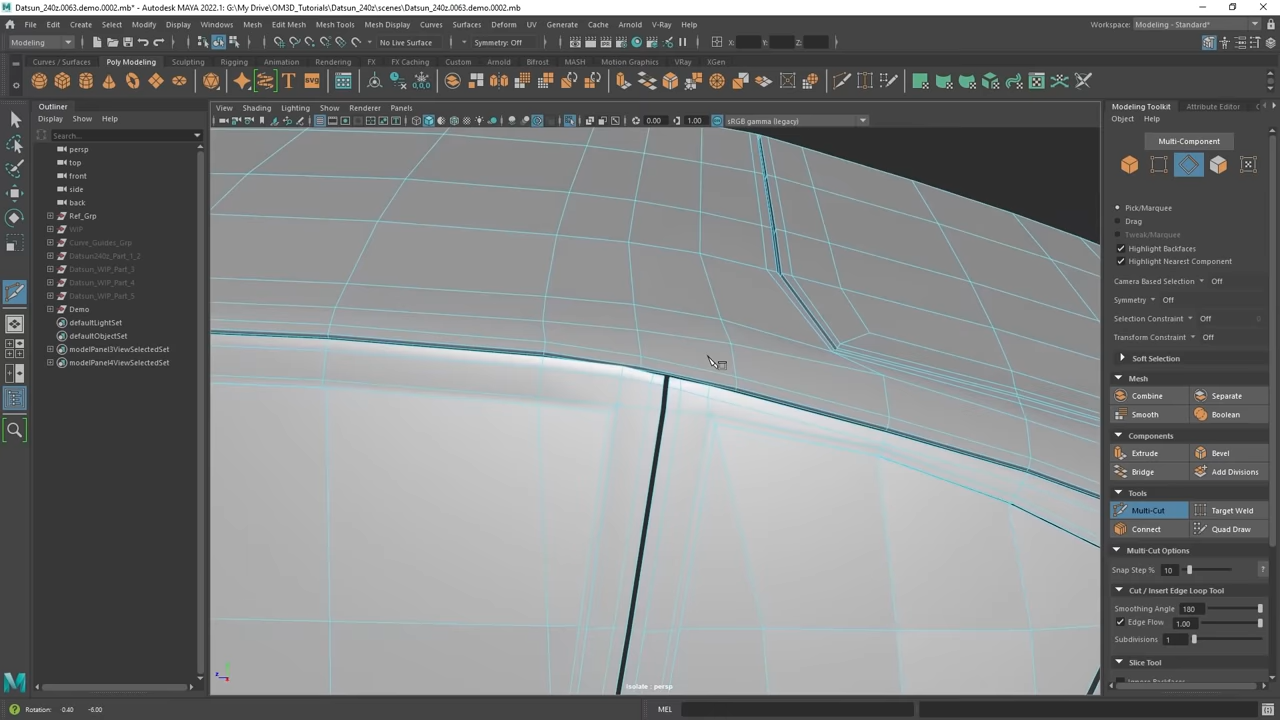 Datsun_240z.0063.demo.0002.mb* - Autodesk MAYA 2022.1: G:\My Drive\OM3D_Tutorials\Datsun_240z\scenes\Datsun_240z.0063.demo.0002.mb
File Edit Create Select Modify Display Windows Mesh Edit Mesh Mesh Tools Mesh Display Curves Surfaces Deform UV Generate Cache Arnold V-Ray Help
Workspace: Modeling - Standard*
Modeling No Live Surface Symmetry: Off X: Y: Z:
Curves / Surfaces Poly Modeling Sculpting Rigging Animation Rendering FX FX Caching Custom Arnold Bifrost MASH Motion Graphics VRay XGen
Outliner
Display Show Help
Search...
persp
top
front
side
back
Ref_Grp
WIP
Curve_Guides_Grp
Datsun240z_Part_1_2
Datsun_WIP_Part_3
Datsun_WIP_Part_4
Datsun_WIP_Part_5
Demo
defaultLightSet
defaultObjectSet
modelPanel3ViewSelectedSet
modelPanel4ViewSelectedSet
View Shading Lighting Show Renderer Panels
0.00 1.00 sRGB gamma (legacy)
Isolate : persp
Modeling Toolkit Attribute Editor
Object Help
Multi-Component
Pick/Marquee
Drag
Tweak/Marquee
Highlight Backfaces
Highlight Nearest Component
Camera Based Selection Off
Symmetry Off
Selection Constraint Off
Transform Constraint Off
Soft Selection
Mesh
Combine Separate
Smooth Boolean
Components
Extrude Bevel
Bridge Add Divisions
Tools
Multi-Cut Target Weld
Connect Quad Draw
Multi-Cut Options
Snap Step % 10 ?
Cut / Insert Edge Loop Tool
Smoothing Angle 180
Edge Flow 1.00
Subdivisions 1
Slice Tool
Rotation: -0.40 -6.00
MEL